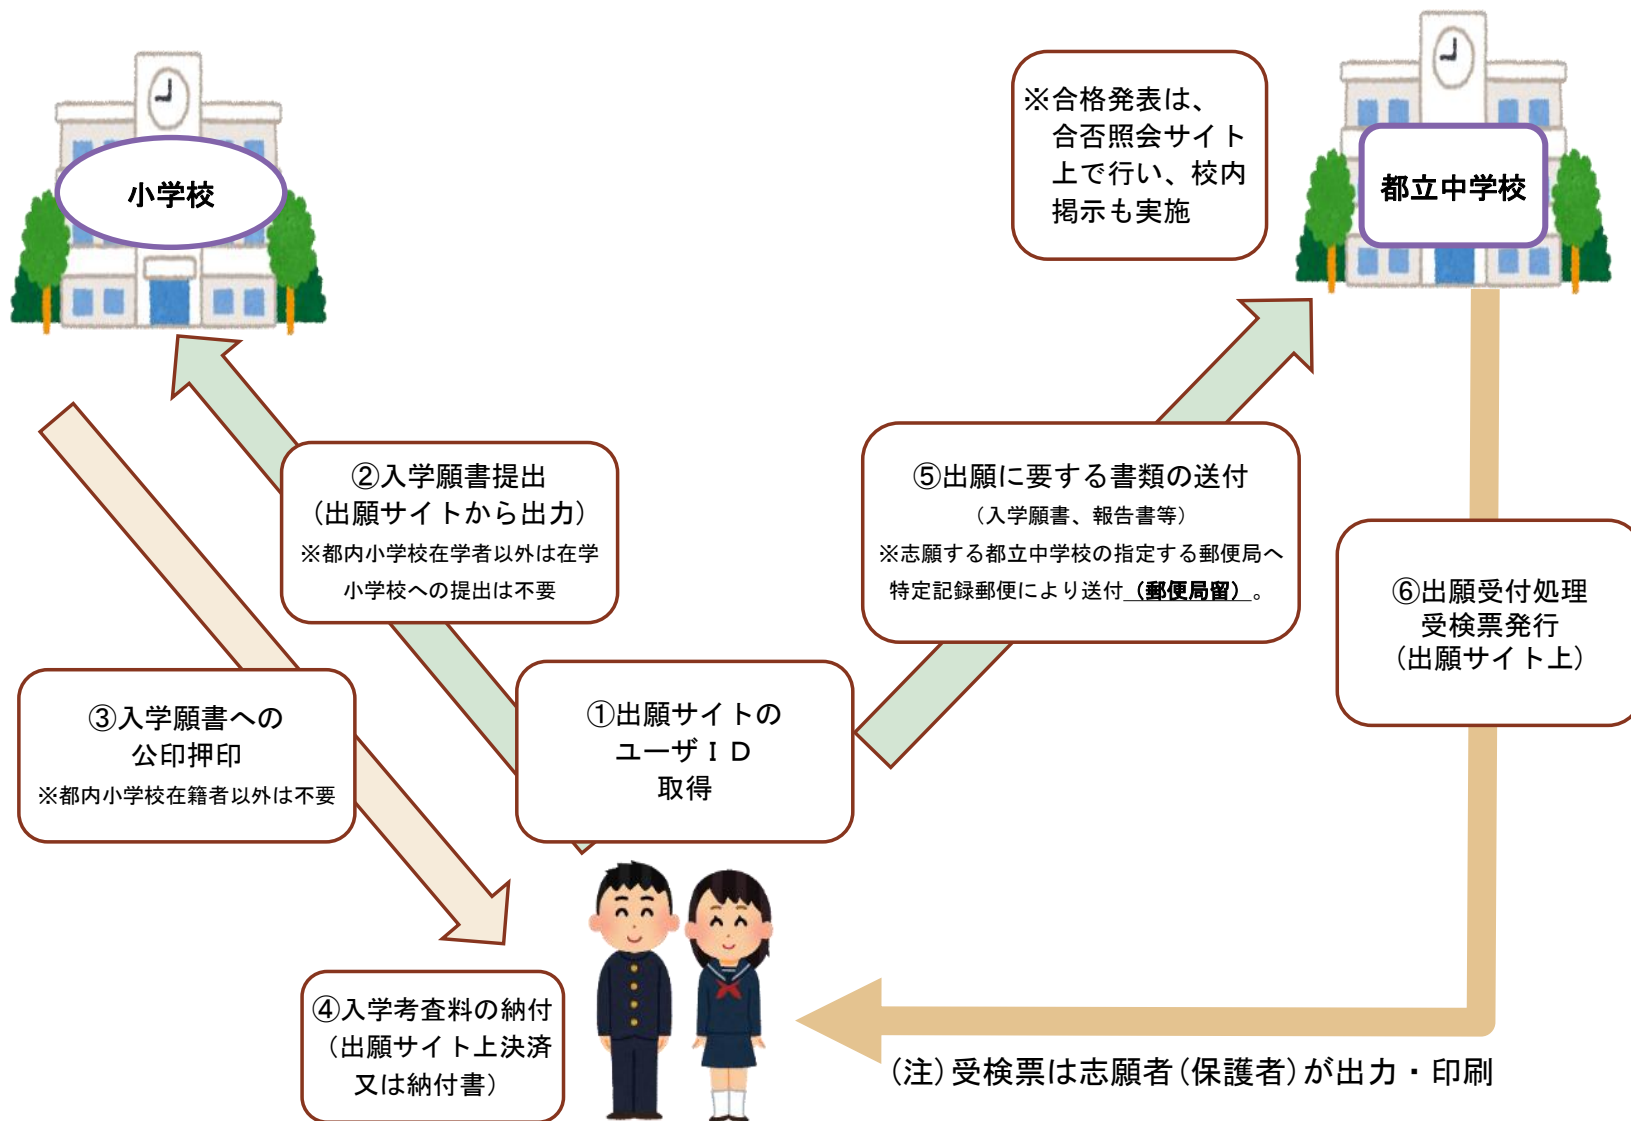 小学校
※合格発表は、
合否照会サイト
上で行い、校内
掲示も実施
都立中学校
②入学願書提出
(出願サイトから出力)
※都内小学校在学者以外は在学
小学校への提出は不要
⑤出願に要する書類の送付
(入学願書、報告書等)
※志願する都立中学校の指定する郵便局へ
特定記録郵便により送付(郵便局留)。
⑥出願受付処理
受検票発行
(出願サイト上)
③入学願書への
公印押印
※都内小学校在籍者以外は不要
①出願サイトの
ユーザID
取得
④入学考査料の納付
(出願サイト上決済
又は納付書)
(注)受検票は志願者(保護者)が出力・印刷